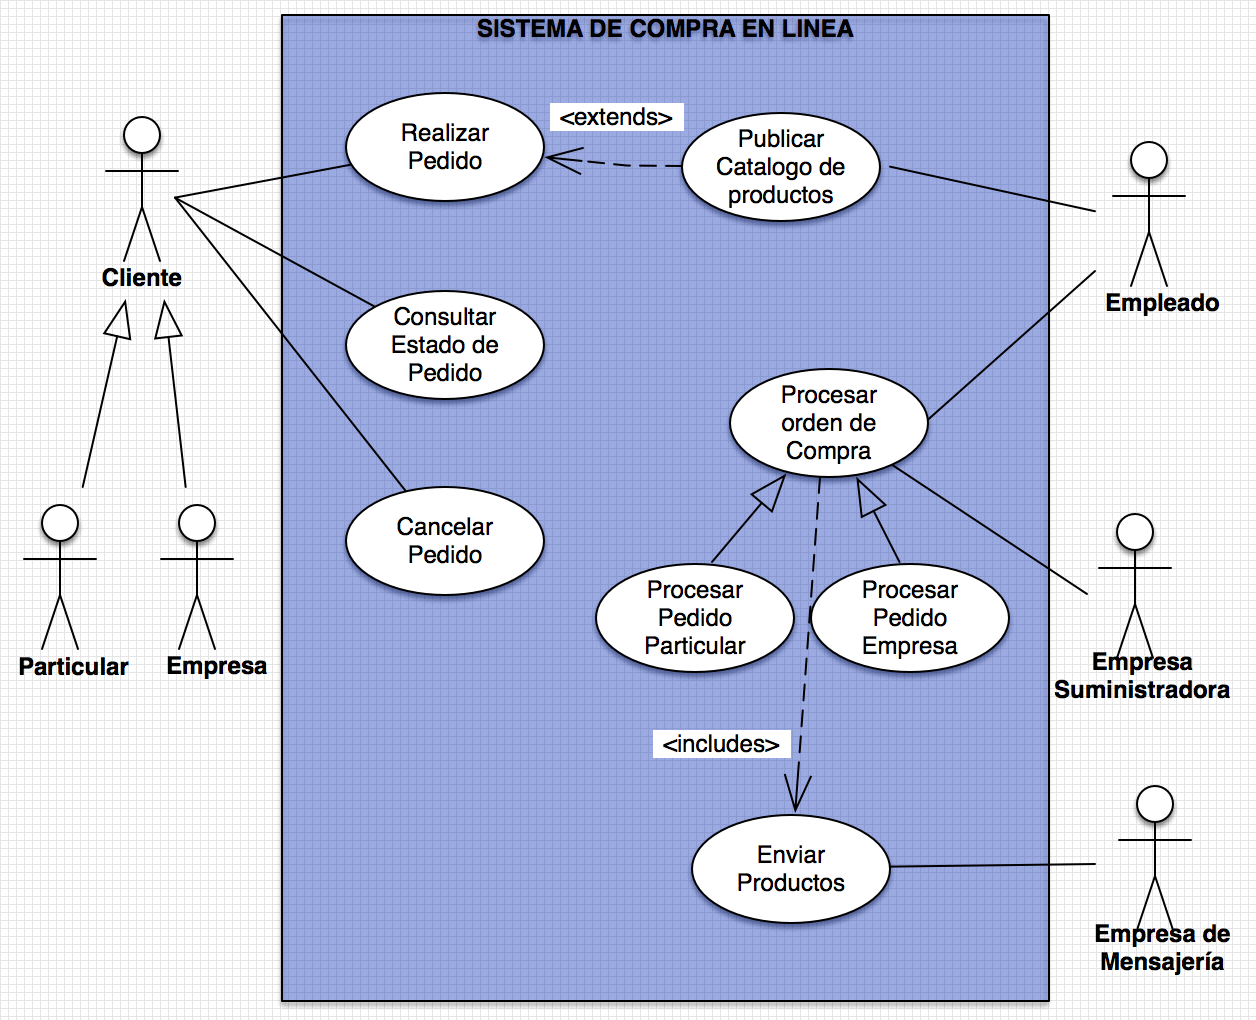 SISTEMA DE COMPRA EN LINEA
Realizar
Pedido
<extends>
Publicar
Catalogo de
productos
Cliente
Empleado
Consultar
Estado de
Pedido
Procesar
orden de
Compra
Cancelar
Pedido
Procesar
Pedido
Particular
Procesar
Pedido
Empresa
Particular
Empresa
Empresa
Suministradora
<includes>
Enviar
Productos
Empresa de
Mensajería